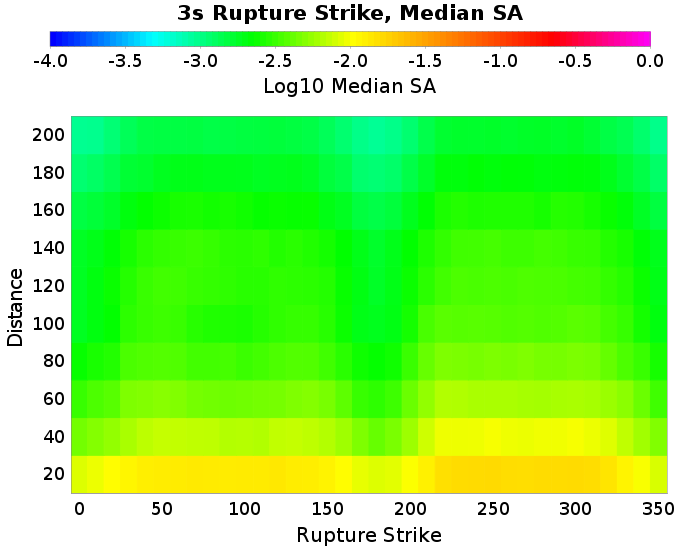 3s Rupture Strike, Median SA
-4.0 -3.5 -3.0 -2.5 -2.0 -1.5 -1.0 -0.5 0.0
Log10 Median SA
200
180
160
140
120
100
80
60
40
20
Distance
0 50 100 150 200 250 300 350
Rupture Strike